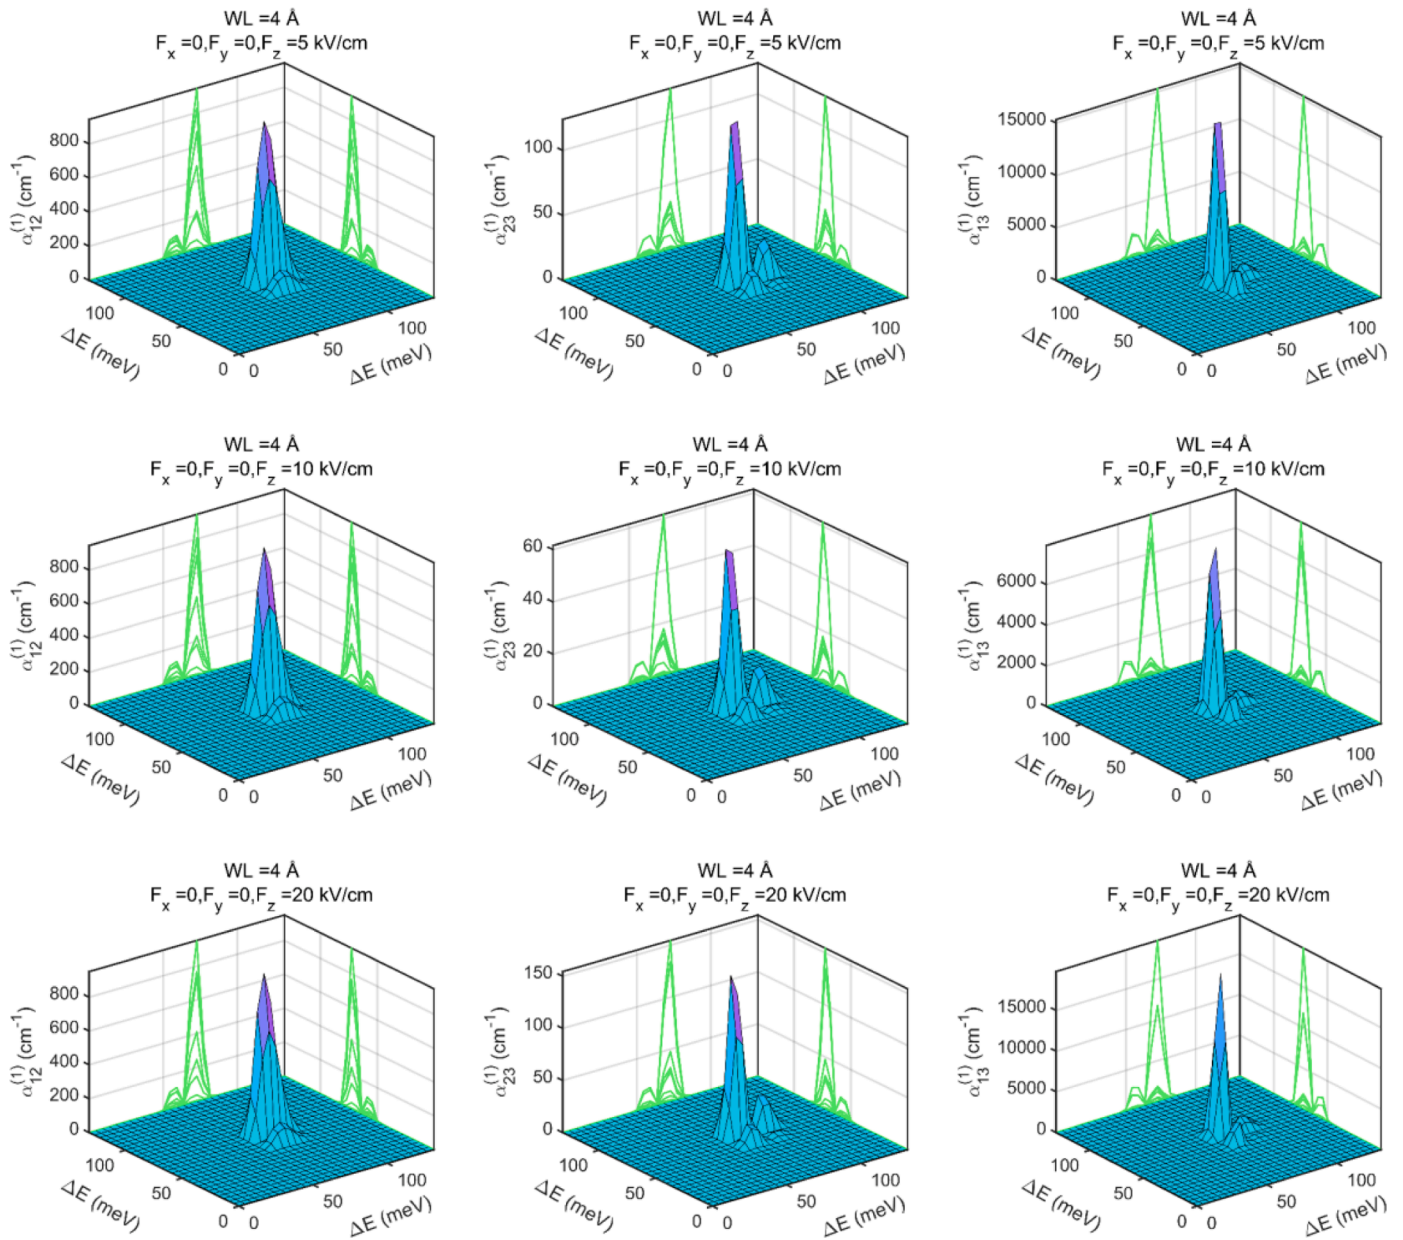 WL =4 Å
F_x =0,F_y =0,F_z =5 kV/cm
800
600
400
200
0
α_12^(1) (cm^-1)
100
50
0
ΔE (meV)
0
50
100
ΔE (meV)
WL =4 Å
F_x =0,F_y =0,F_z =5 kV/cm
100
50
0
α_23^(1) (cm^-1)
100
50
0
ΔE (meV)
0
50
100
ΔE (meV)
WL =4 Å
F_x =0,F_y =0,F_z =5 kV/cm
15000
10000
5000
0
α_13^(1) (cm^-1)
100
50
0
ΔE (meV)
0
50
100
ΔE (meV)
WL =4 Å
F_x =0,F_y =0,F_z =10 kV/cm
800
600
400
200
0
α_12^(1) (cm^-1)
100
50
0
ΔE (meV)
0
50
100
ΔE (meV)
WL =4 Å
F_x =0,F_y =0,F_z =10 kV/cm
60
40
20
0
α_23^(1) (cm^-1)
100
50
0
ΔE (meV)
0
50
100
ΔE (meV)
WL =4 Å
F_x =0,F_y =0,F_z =10 kV/cm
6000
4000
2000
0
α_13^(1) (cm^-1)
100
50
0
ΔE (meV)
0
50
100
ΔE (meV)
WL =4 Å
F_x =0,F_y =0,F_z =20 kV/cm
800
600
400
200
0
α_12^(1) (cm^-1)
100
50
0
ΔE (meV)
0
50
100
ΔE (meV)
WL =4 Å
F_x =0,F_y =0,F_z =20 kV/cm
150
100
50
0
α_23^(1) (cm^-1)
100
50
0
ΔE (meV)
0
50
100
ΔE (meV)
WL =4 Å
F_x =0,F_y =0,F_z =20 kV/cm
15000
10000
5000
0
α_13^(1) (cm^-1)
100
50
0
ΔE (meV)
0
50
100
ΔE (meV)